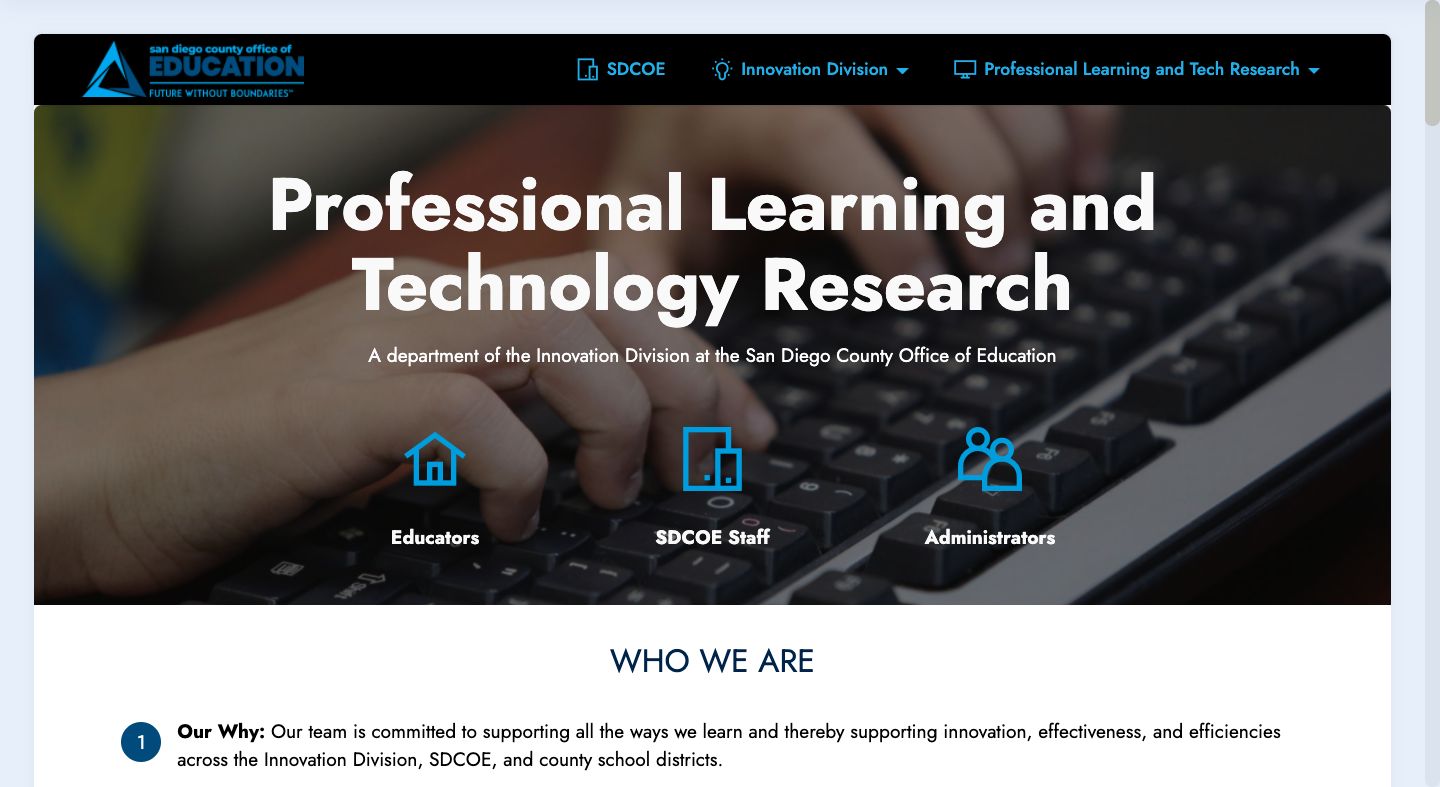 san diego county office of
EDUCATION
FUTURE WITHOUT BOUNDARIES™
SDCOE
Innovation Division
Professional Learning and Tech Research
Professional Learning and
Technology Research
A department of the Innovation Division at the San Diego County Office of Education
Educators
SDCOE Staff
Administrators
WHO WE ARE
1
Our Why: Our team is committed to supporting all the ways we learn and thereby supporting innovation, effectiveness, and efficiencies
across the Innovation Division, SDCOE, and county school districts.